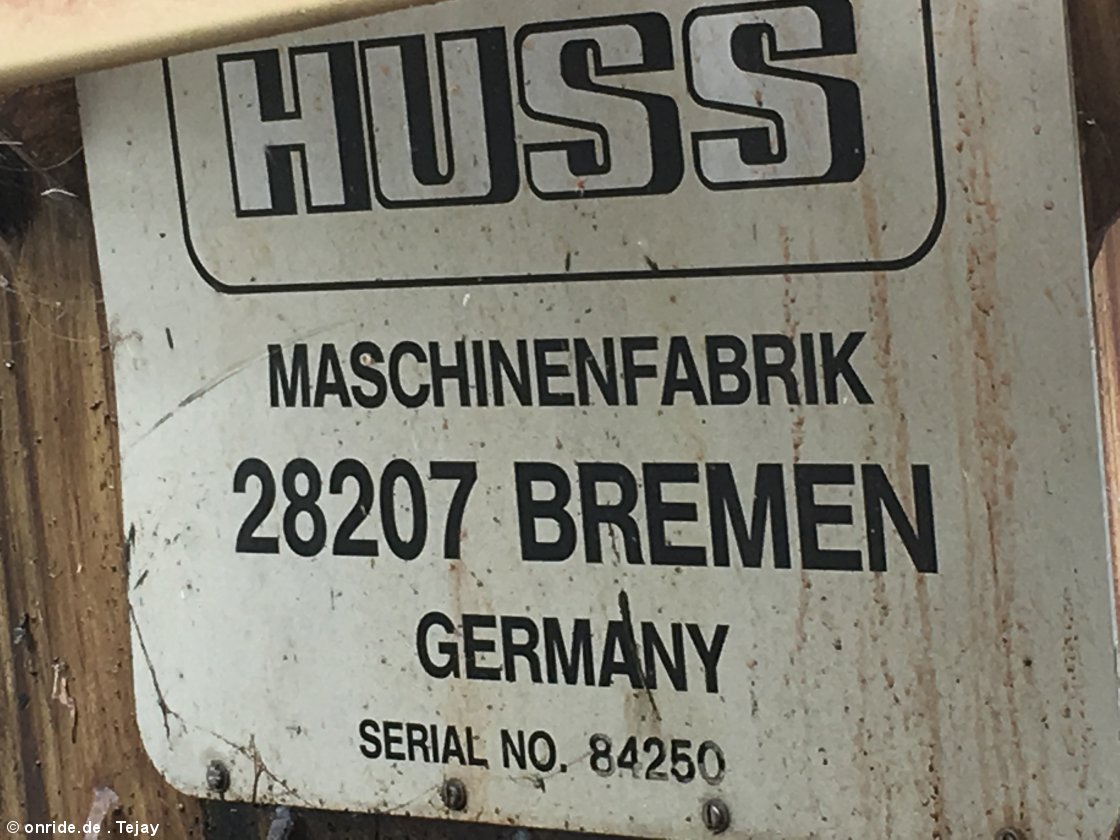 HUSS
MASCHINENFABRIK
28207 BREMEN
GERMANY
SERIAL NO. 84250
© onride.de . Tejay